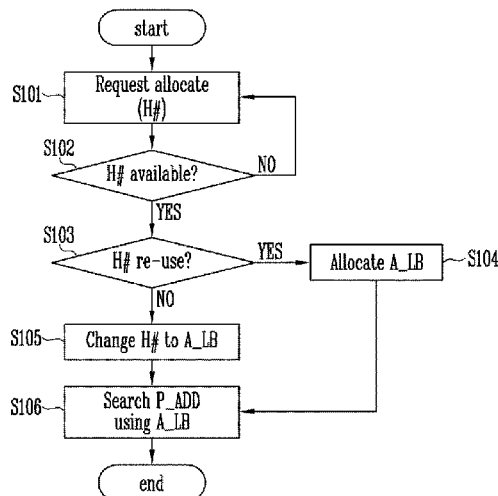 start
S101
Request allocate
(H#)
S102
H# available?
NO
YES
S103
H# re-use?
YES
Allocate A_LB
S104
NO
S105
Change H# to A_LB
S106
Search P_ADD
using A_LB
end